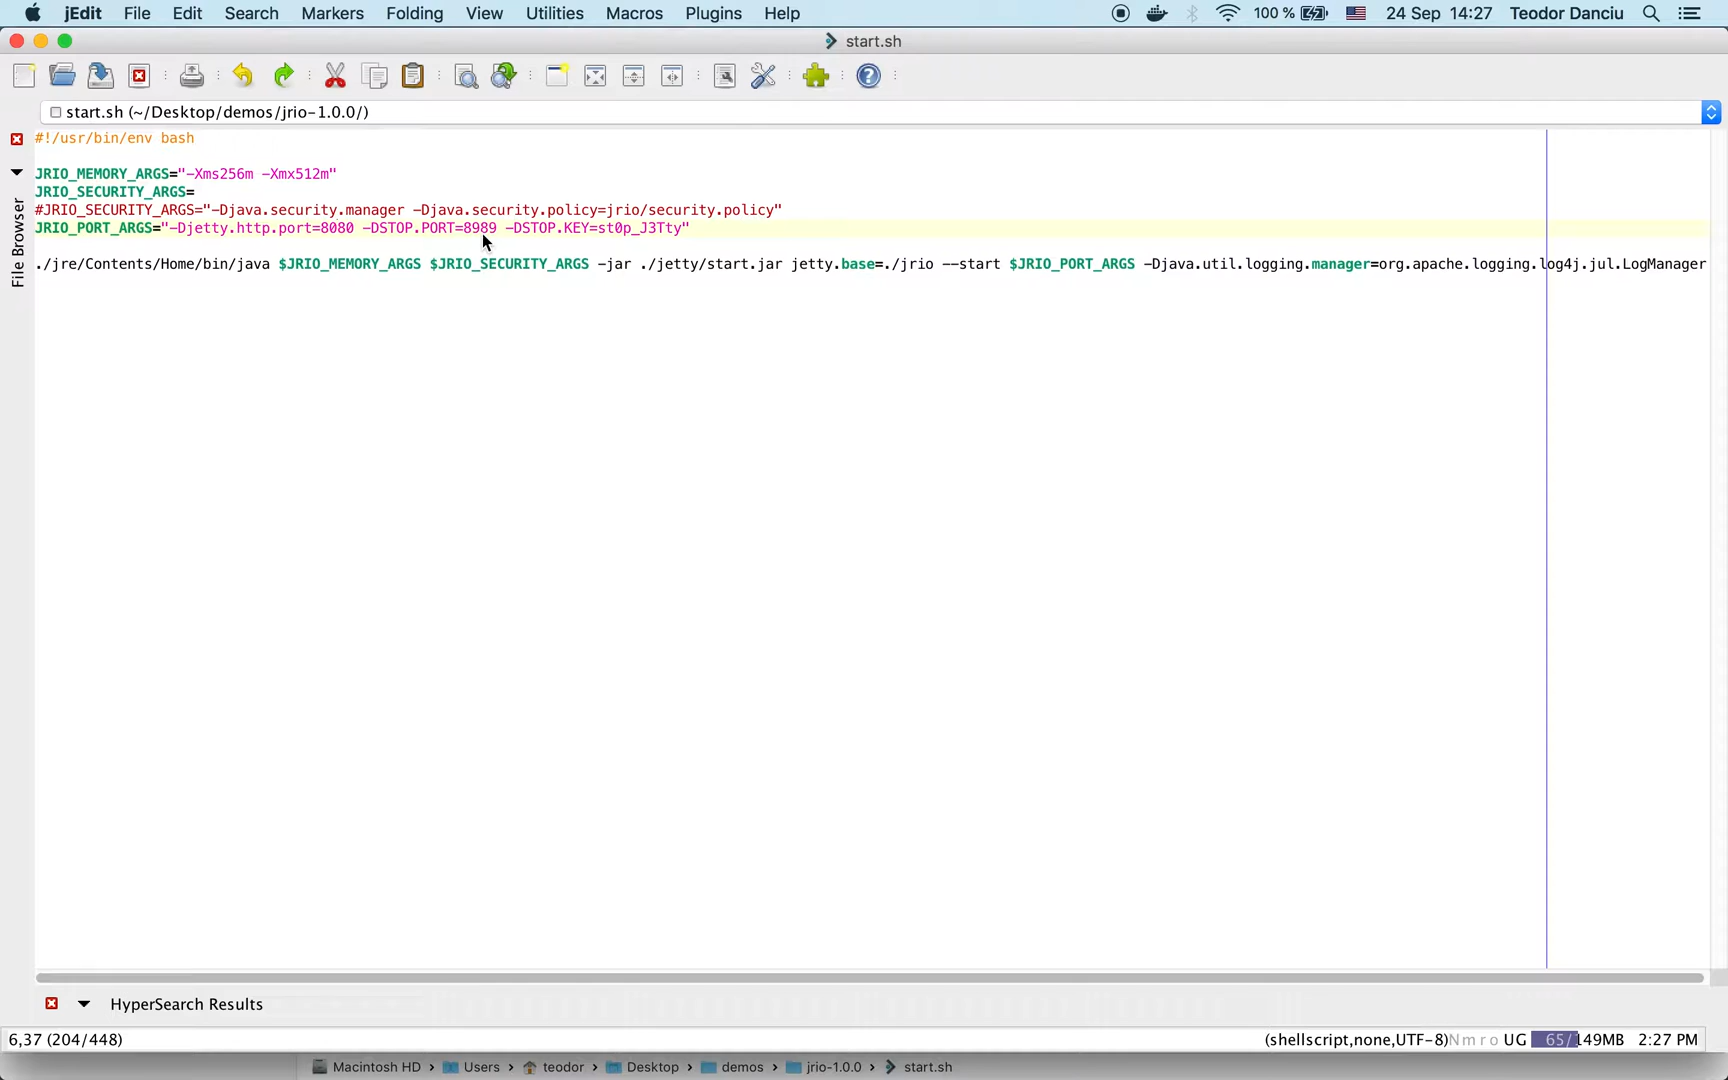 jEdit File Edit Search Markers Folding View Utilities Macros Plugins Help 100 % 24 Sep 14:27 Teodor Danciu
start.sh
start.sh (~/Desktop/demos/jrio-1.0.0/)
#!/usr/bin/env bash
JRIO_MEMORY_ARGS="-Xms256m -Xmx512m"
JRIO_SECURITY_ARGS=
#JRIO_SECURITY_ARGS="-Djava.security.manager -Djava.security.policy=jrio/security.policy"
JRIO_PORT_ARGS="-Djetty.http.port=8080 -DSTOP.PORT=8989 -DSTOP.KEY=st0p_J3Tty"
./jre/Contents/Home/bin/java $JRIO_MEMORY_ARGS $JRIO_SECURITY_ARGS -jar ./jetty/start.jar jetty.base=./jrio --start $JRIO_PORT_ARGS -Djava.util.logging.manager=org.apache.logging.log4j.jul.LogManager
File Browser
HyperSearch Results
6,37 (204/448) (shellscript,none,UTF-8)Nmro UG 65/149MB 2:27 PM
Macintosh HD › Users › teodor › Desktop › demos › jrio-1.0.0 › start.sh